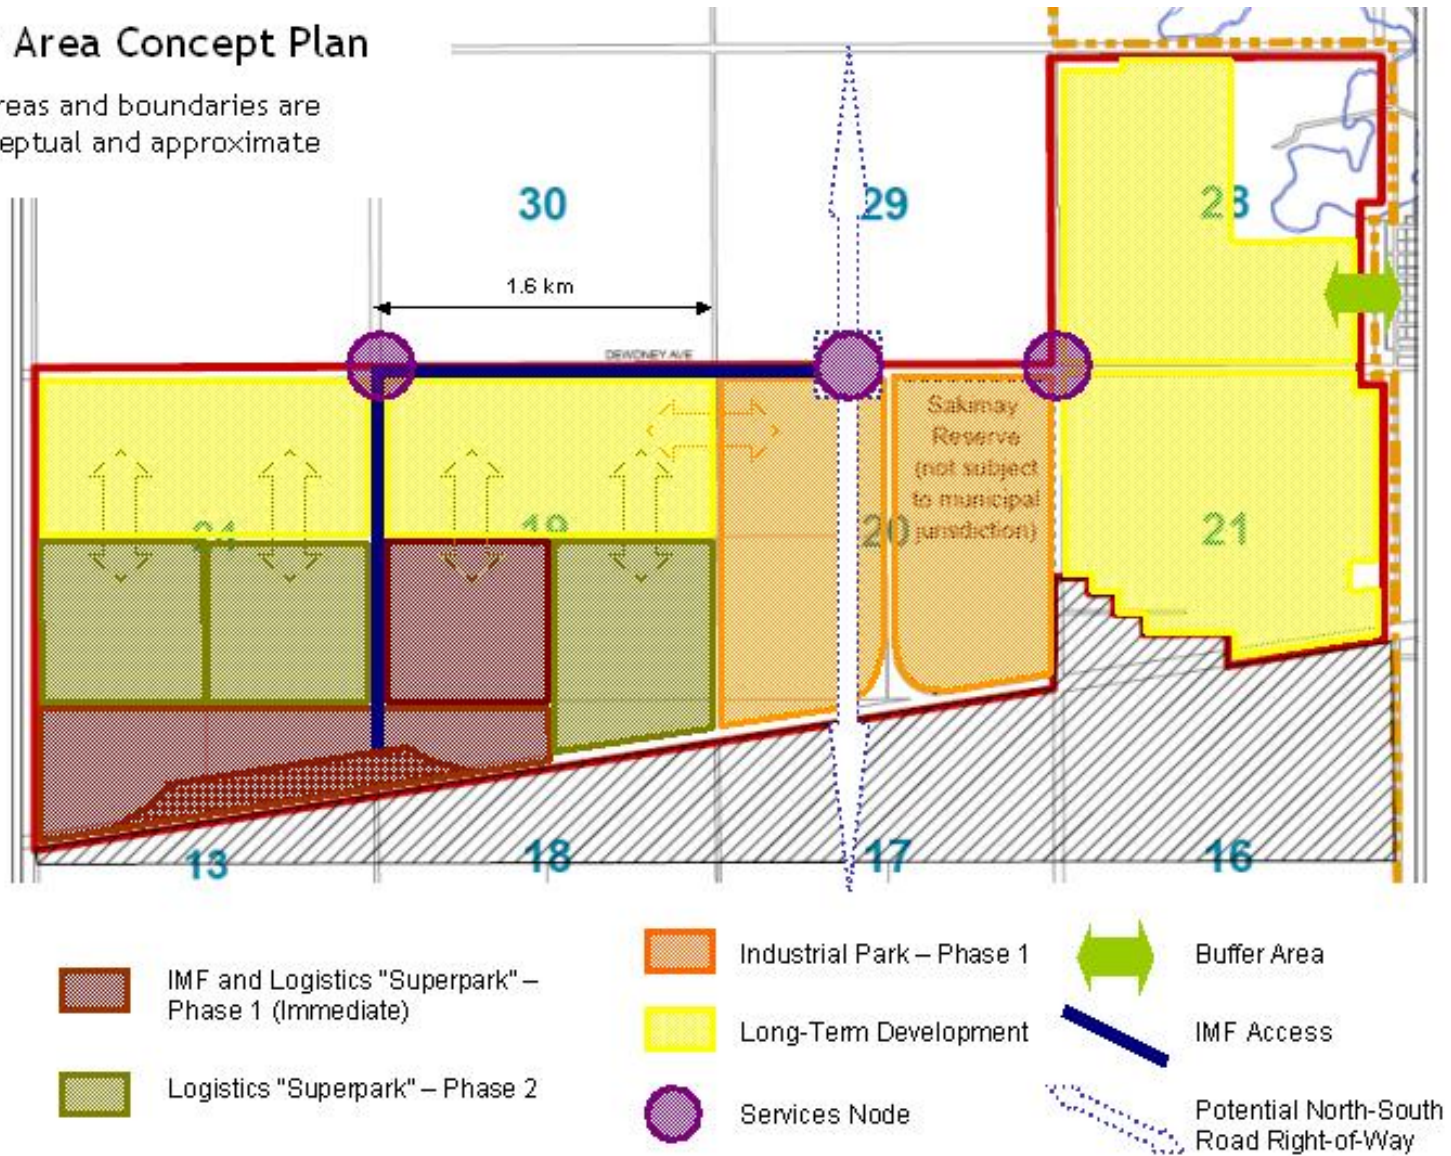 Area Concept Plan
reas and boundaries are
eptual and approximate
30
29
28
1.6 km
DEWDNEY AVE
Sakimay
Reserve
(not subject
to municipal
jurisdiction)
24
19
20
21
13
18
17
16
IMF and Logistics "Superpark" –
Phase 1 (Immediate)
Logistics "Superpark" – Phase 2
Industrial Park – Phase 1
Long-Term Development
Services Node
Buffer Area
IMF Access
Potential North-South
Road Right-of-Way